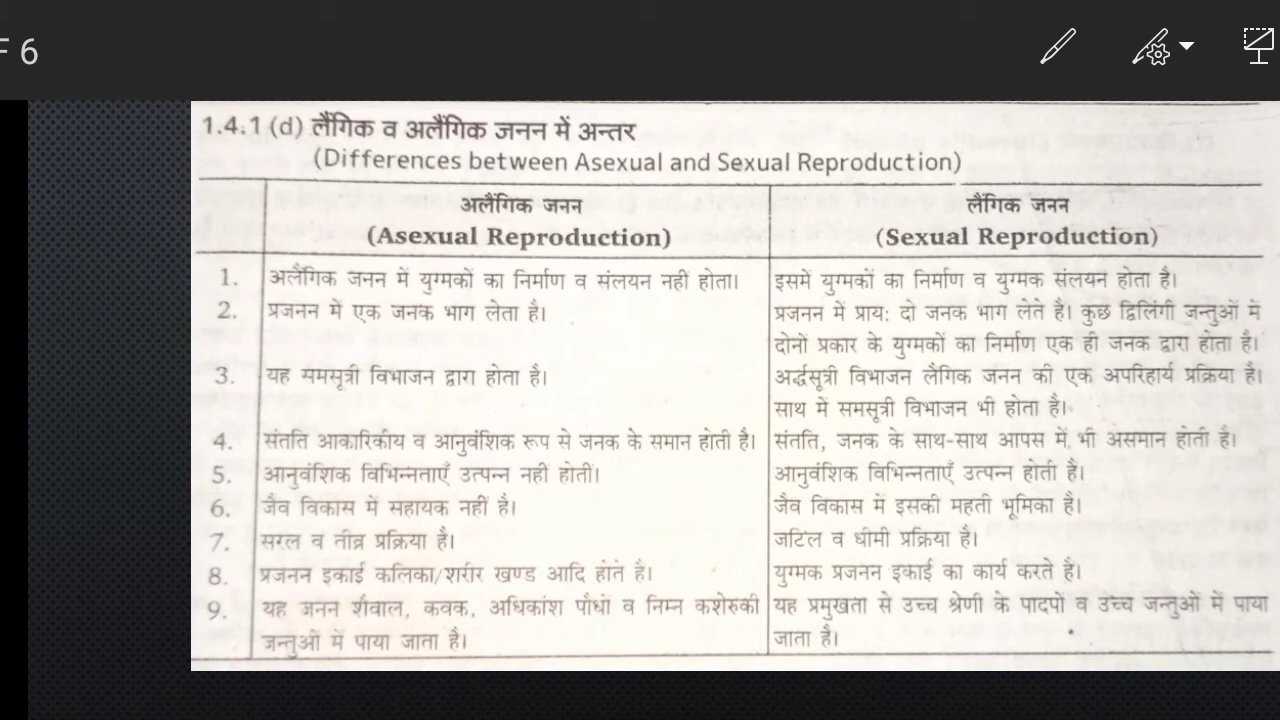 F 6
1.4.1 (d) लैंगिक व अलैंगिक जनन में अन्तर
(Differences between Asexual and Sexual Reproduction)
अलैंगिक जनन लैंगिक जनन
(Asexual Reproduction) (Sexual Reproduction)
1. अलैंगिक जनन में युग्मकों का निर्माण व संलयन नहीं होता। इसमें युग्मकों का निर्माण व युग्मक संलयन होता है।
2. प्रजनन में एक जनक भाग लेता है। प्रजनन में प्राय: दो जनक भाग लेते हैं। कुछ द्विलिंगी जन्तुओं में
दोनों प्रकार के युग्मकों का निर्माण एक ही जनक द्वारा होता है।
3. यह समसूत्री विभाजन द्वारा होता है। अर्द्धसूत्री विभाजन लैंगिक जनन की एक अपरिहार्य प्रक्रिया है।
साथ में समसूत्री विभाजन भी होता है।
4. संतति आकारिकीय व आनुवंशिक रूप से जनक के समान होती है। संतति, जनक के साथ-साथ आपस में भी असमान होती है।
5. आनुवंशिक विभिन्नताएँ उत्पन्न नहीं होतीं। आनुवंशिक विभिन्नताएँ उत्पन्न होती हैं।
6. जैव विकास में सहायक नहीं है। जैव विकास में इसकी महती भूमिका है।
7. सरल व तीव्र प्रक्रिया है। जटिल व धीमी प्रक्रिया है।
8. प्रजनन इकाई कलिका/शरीर खण्ड आदि होते है। युग्मक प्रजनन इकाई का कार्य करते है।
9. यह जनन शैवाल, कवक, अधिकांश पौधों व निम्न कशेरुकी यह प्रमुखता से उच्च श्रेणी के पादपों व उच्च जन्तुओं में पाया
जन्तुओं में पाया जाता है। जाता है।